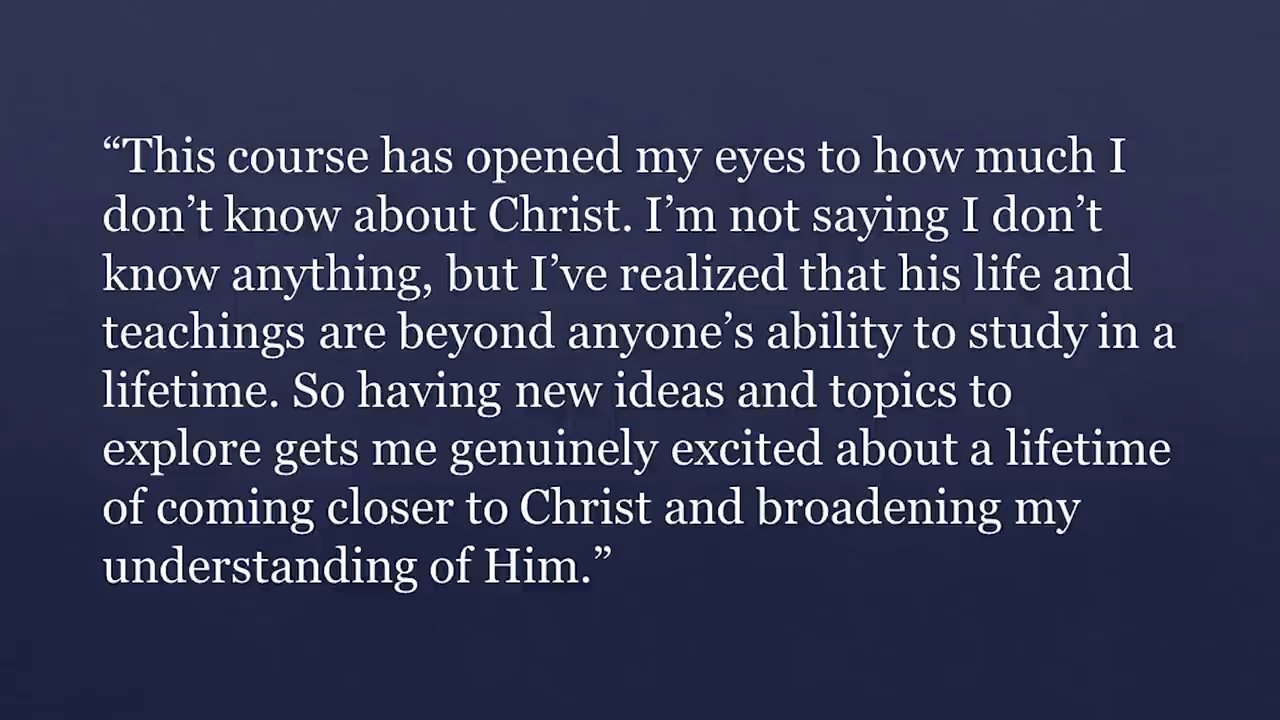 “This course has opened my eyes to how much I
don’t know about Christ. I’m not saying I don’t
know anything, but I’ve realized that his life and
teachings are beyond anyone’s ability to study in a
lifetime. So having new ideas and topics to
explore gets me genuinely excited about a lifetime
of coming closer to Christ and broadening my
understanding of Him.”